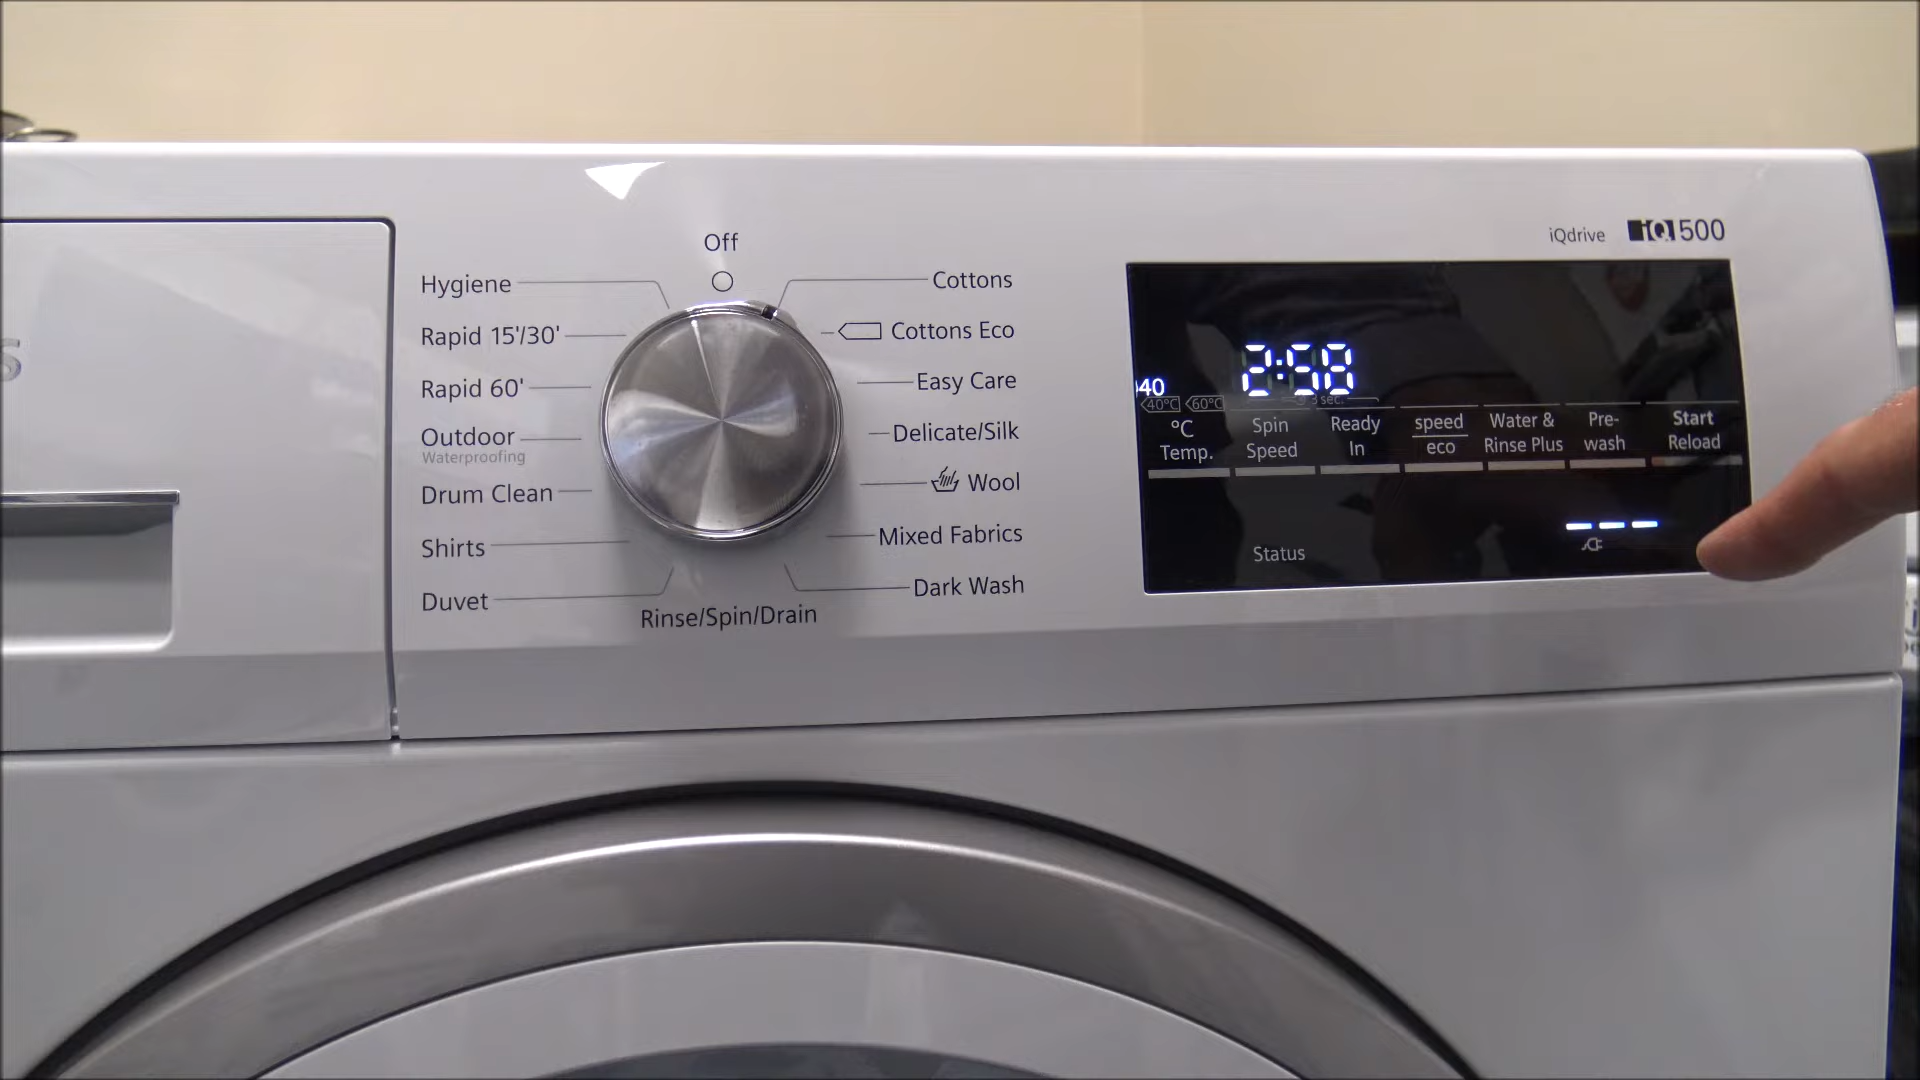 Off
Hygiene
Rapid 15'/30'
Rapid 60'
Outdoor
Waterproofing
Drum Clean
Shirts
Duvet
Rinse/Spin/Drain
Cottons
Cottons Eco
Easy Care
Delicate/Silk
Wool
Mixed Fabrics
Dark Wash
iQdrive iQ500
2:58
40
40°C 60°C
3 sec.
°C
Temp.
Spin
Speed
Ready
In
speed
eco
Water &
Rinse Plus
Pre-
wash
Start
Reload
Status